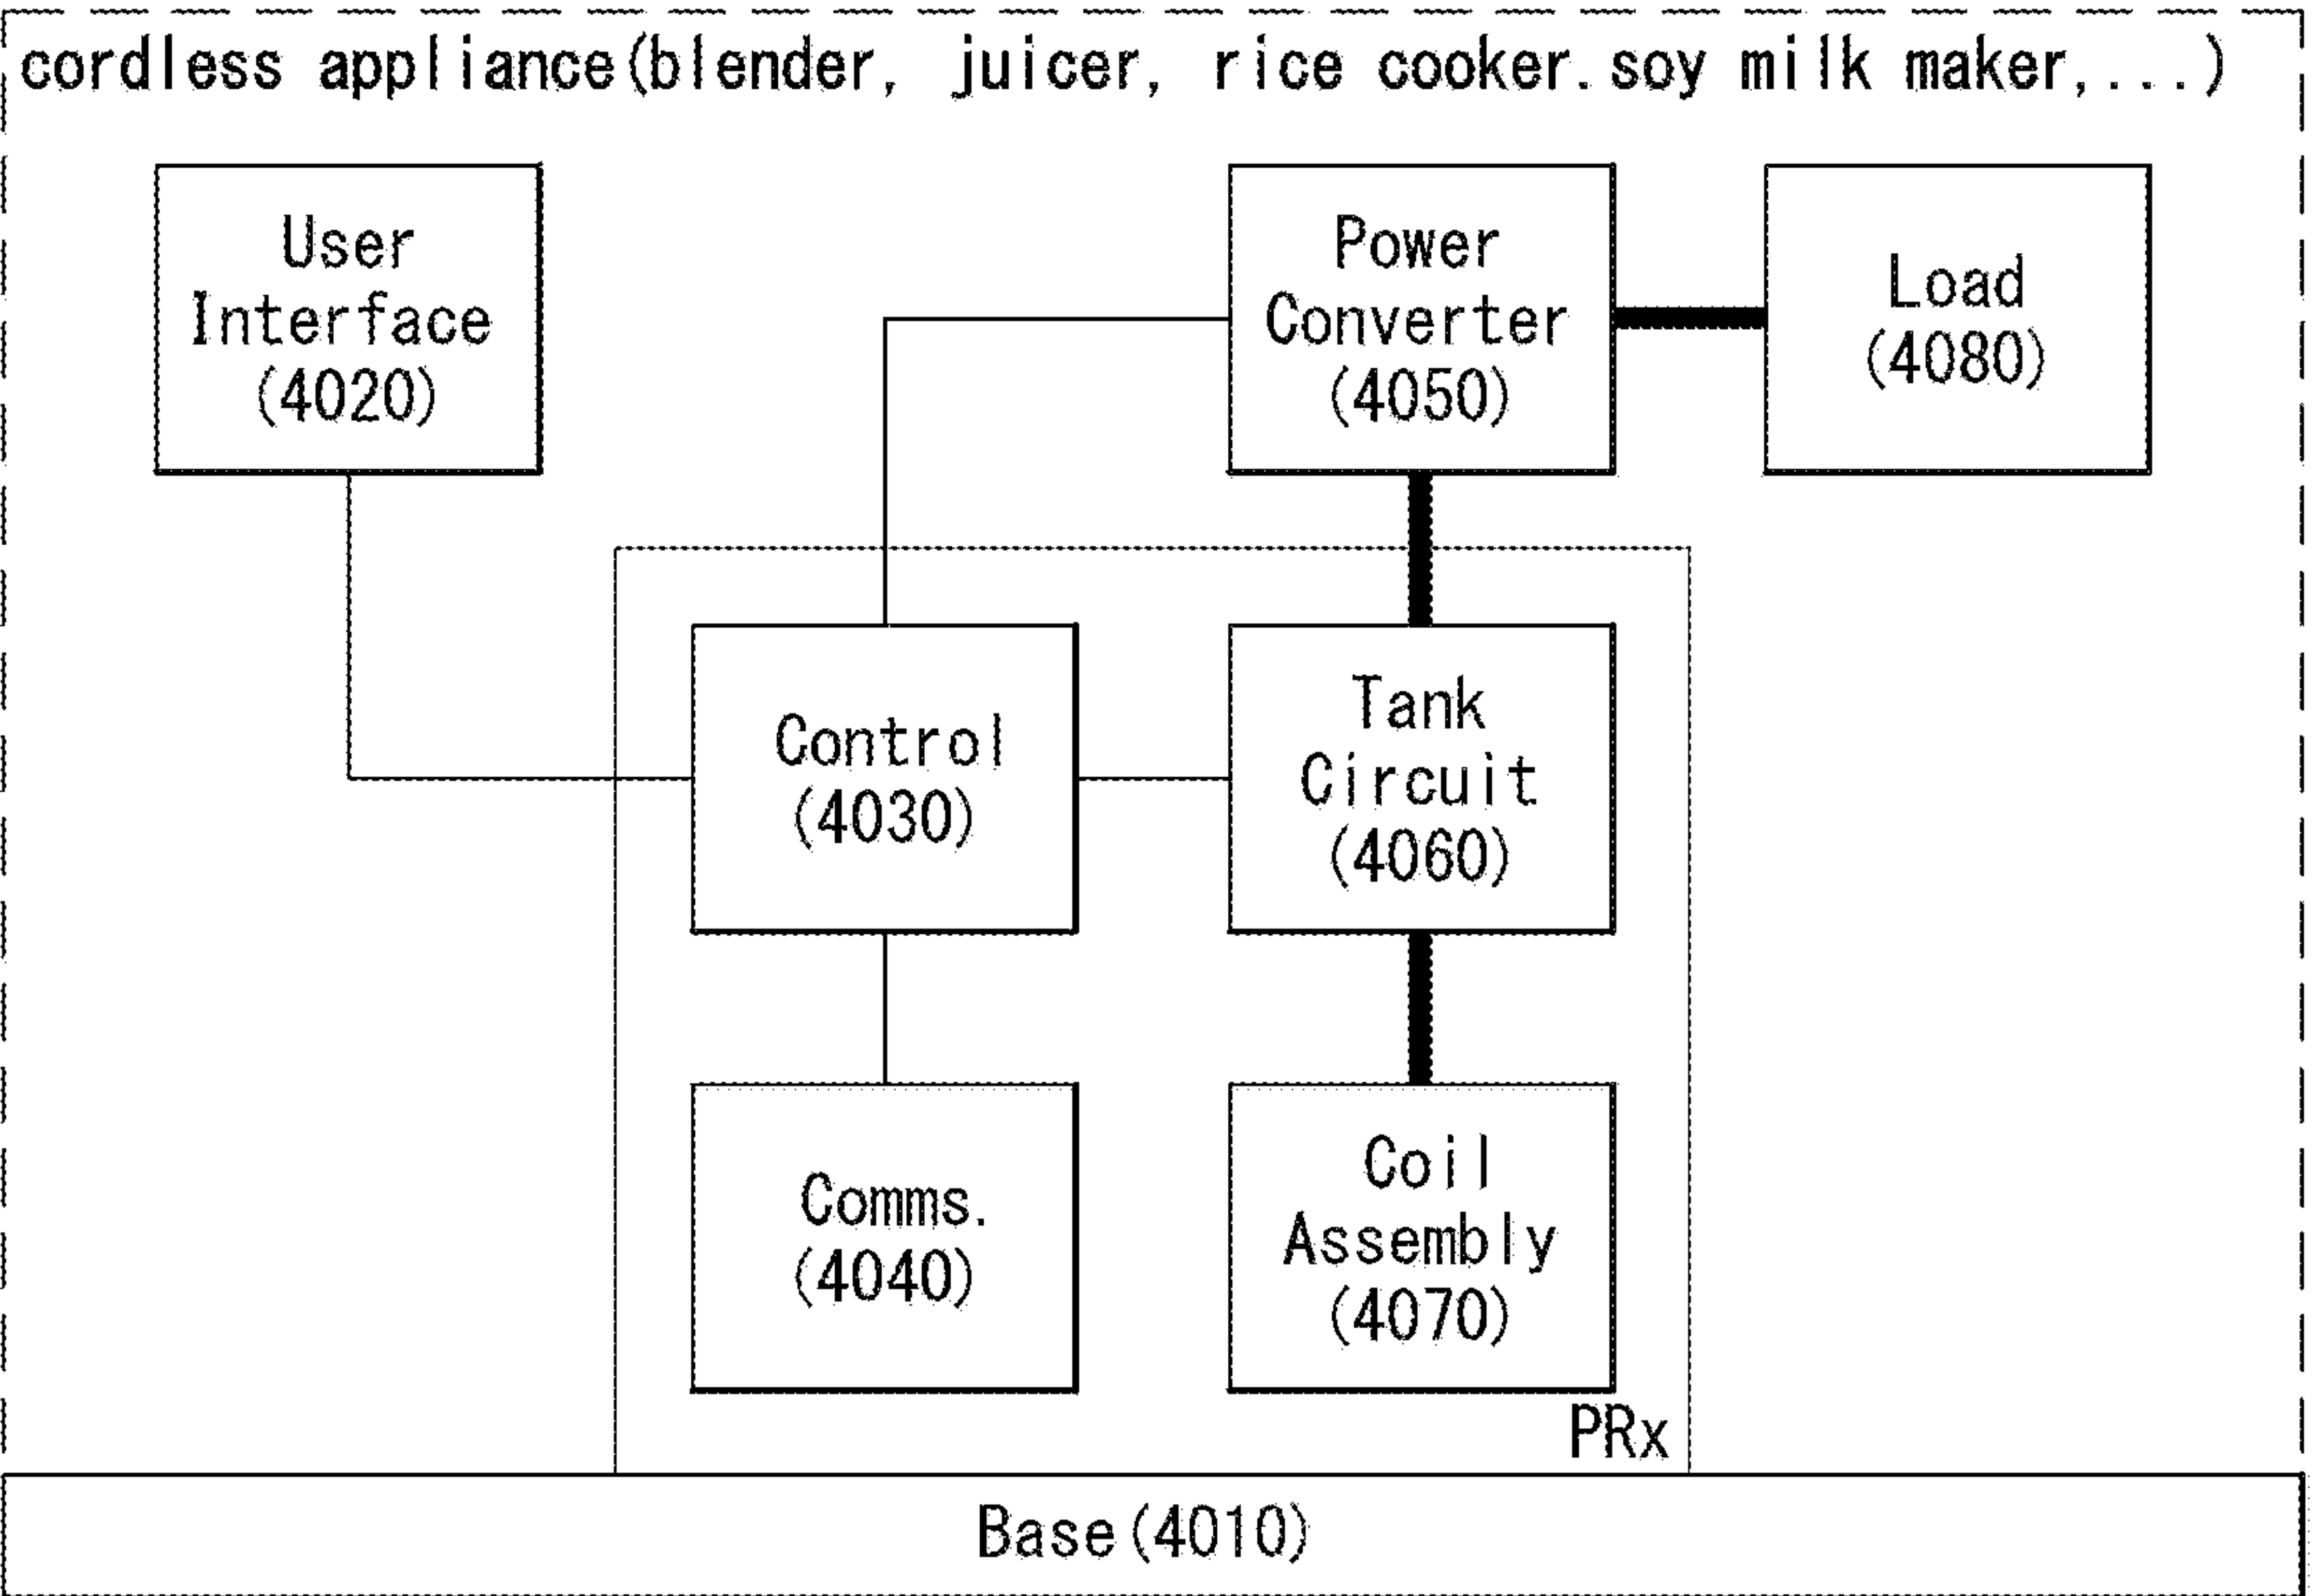 cordless appliance(blender, juicer, rice cooker.soy milk maker,...)
User
Interface
(4020)
Power
Converter
(4050)
Load
(4080)
Control
(4030)
Tank
Circuit
(4060)
Comms.
(4040)
Coil
Assembly
(4070)
PRx
Base(4010)